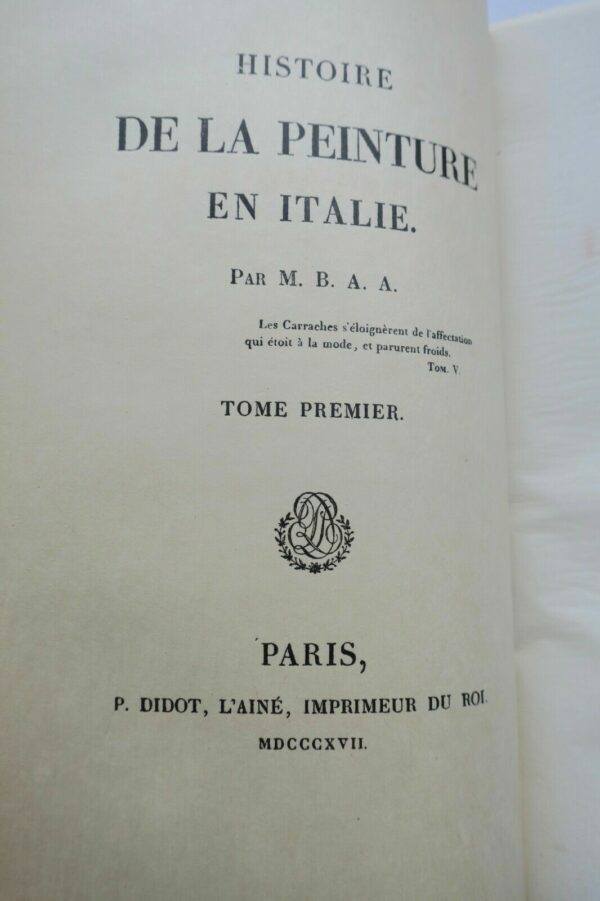 HISTOIRE
DE LA PEINTURE
EN ITALIE.
PAR M. B. A. A.
Les Carraches s'éloignèrent de l'affectation
qui étoit à la mode, et parurent froids.
TOM. V.
TOME PREMIER.
PARIS,
P. DIDOT, L'AINÉ, IMPRIMEUR DU ROI.
MDCCCXVII.